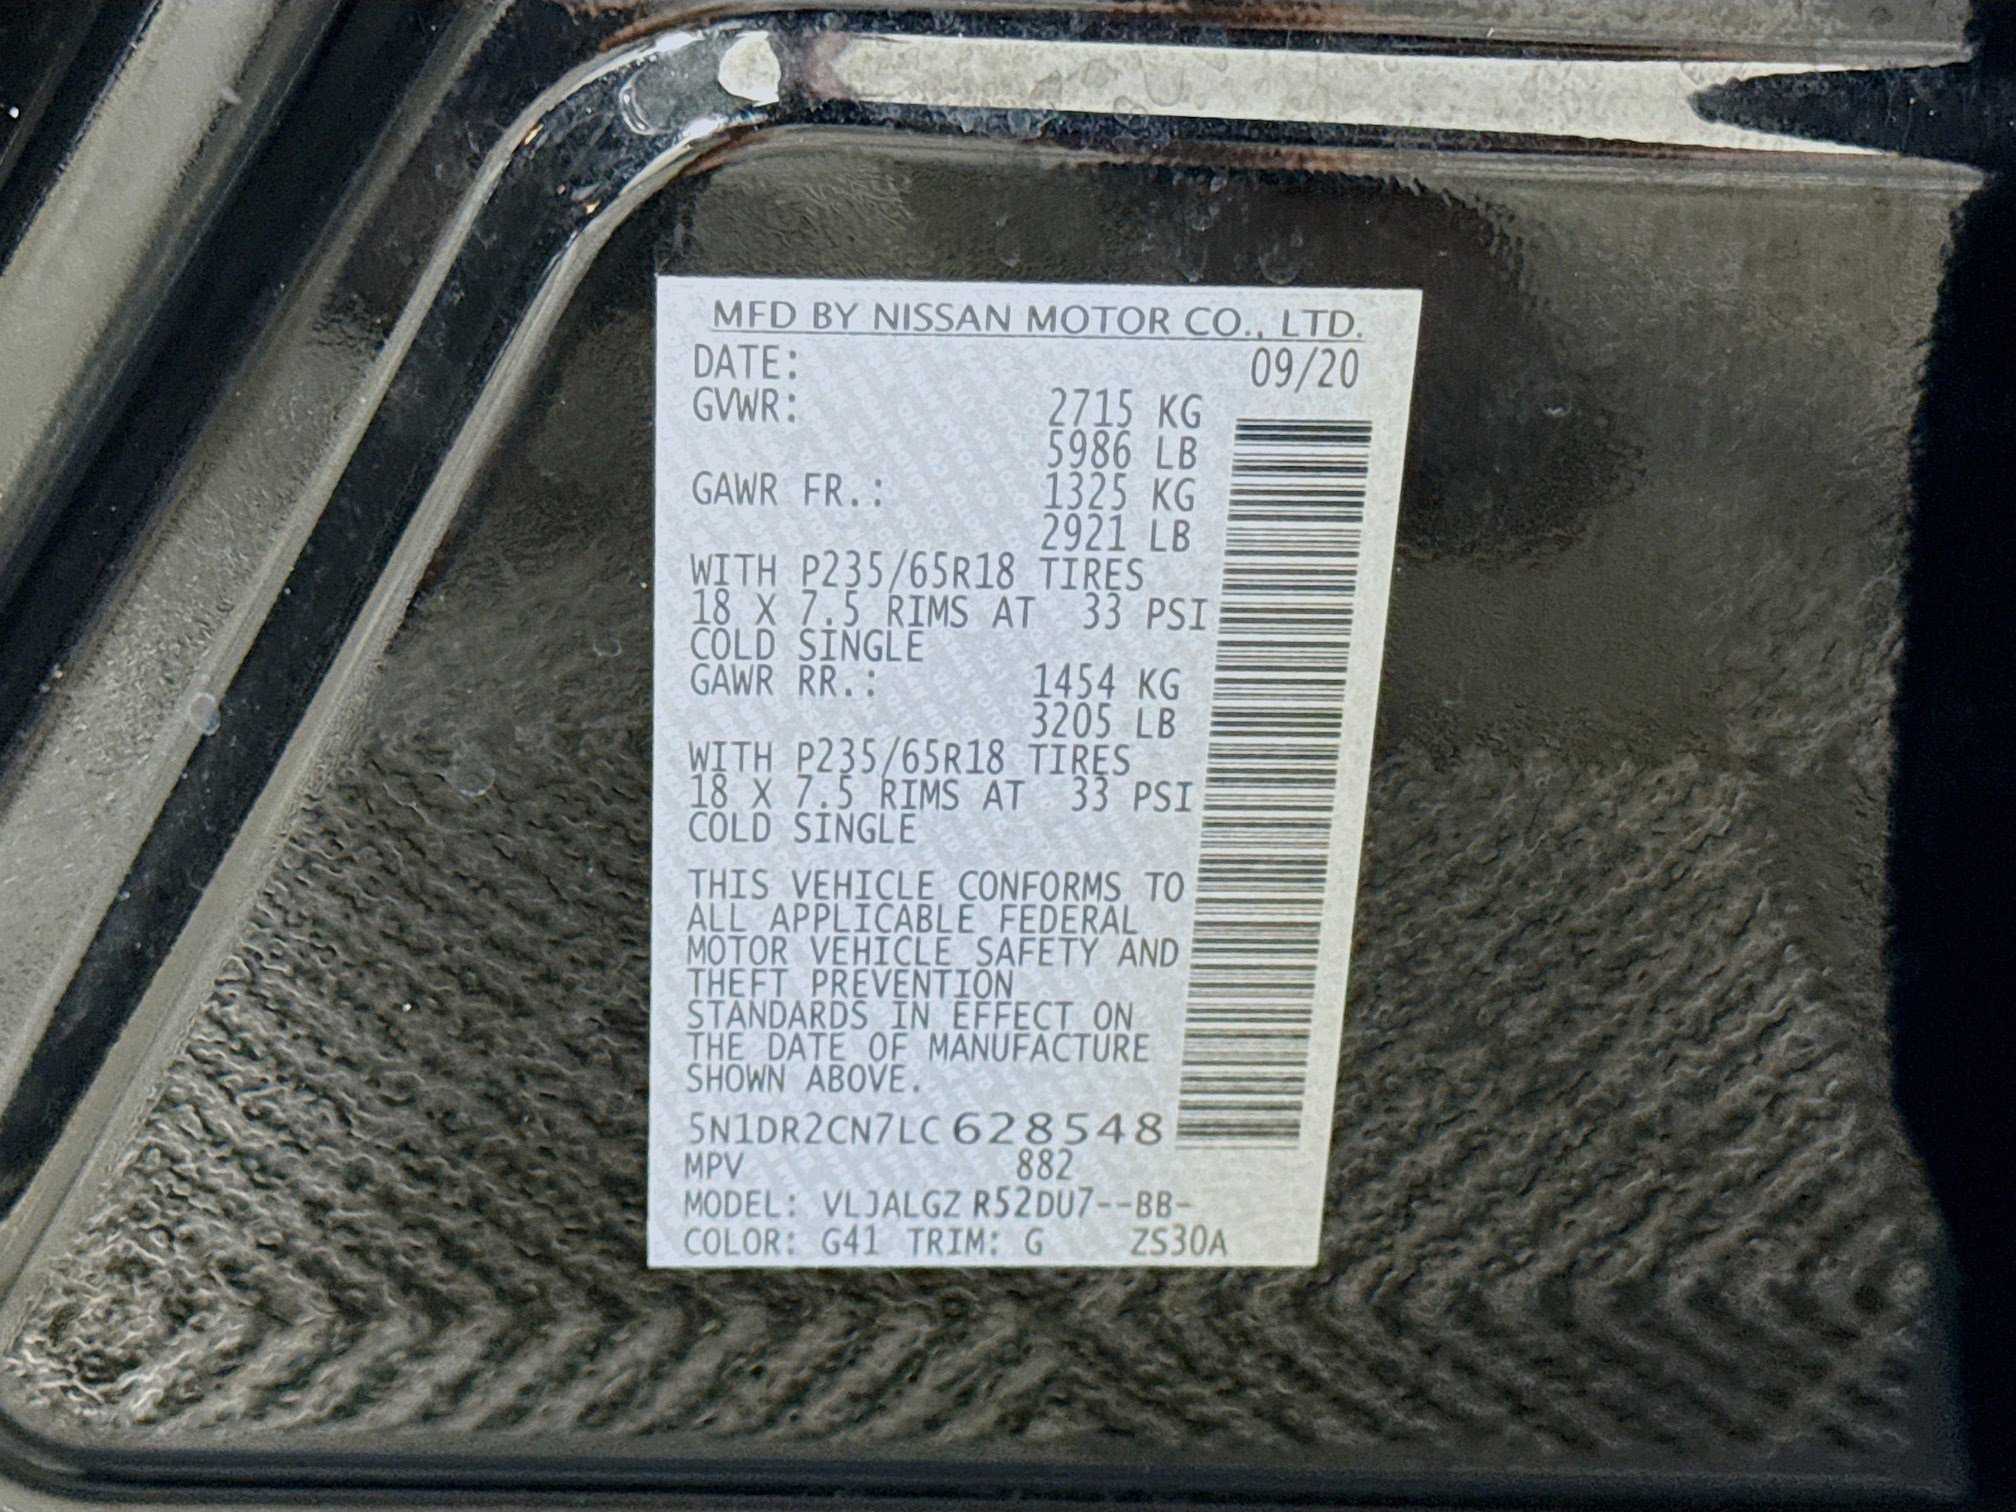 MFD BY NISSAN MOTOR CO., LTD.
DATE: 09/20
GVWR: 2715 KG
5986 LB
GAWR FR.: 1325 KG
2921 LB
WITH P235/65R18 TIRES
18 X 7.5 RIMS AT 33 PSI
COLD SINGLE
GAWR RR.: 1454 KG
3205 LB
WITH P235/65R18 TIRES
18 X 7.5 RIMS AT 33 PSI
COLD SINGLE
THIS VEHICLE CONFORMS TO
ALL APPLICABLE FEDERAL
MOTOR VEHICLE SAFETY AND
THEFT PREVENTION
STANDARDS IN EFFECT ON
THE DATE OF MANUFACTURE
SHOWN ABOVE.
5N1DR2CN7LC628548
MPV 882
MODEL: VLJALGZ R52DU7--BB-
COLOR: G41 TRIM: G ZS30A